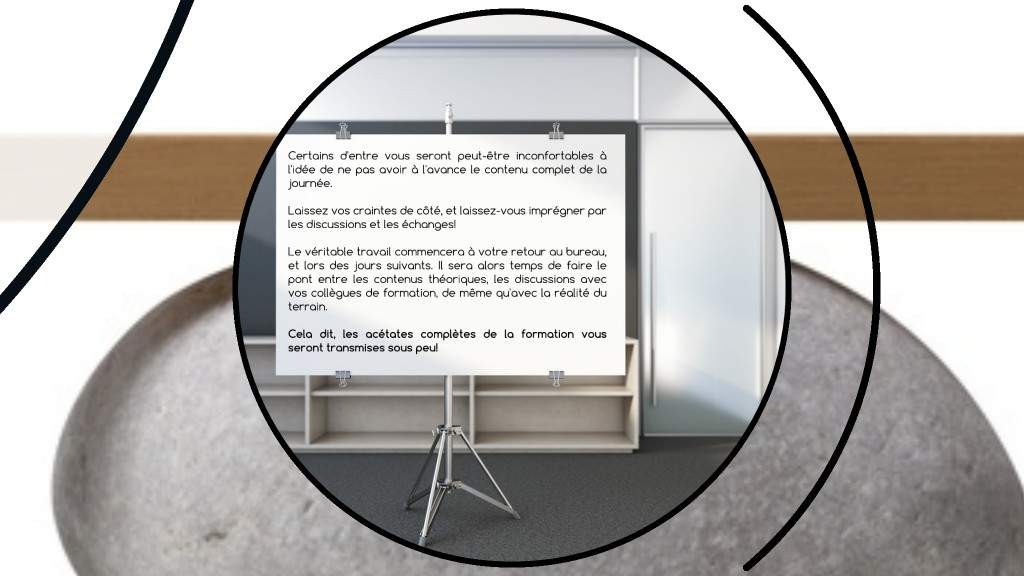 Certains d'entre vous seront peut-être inconfortables à
l'idée de ne pas avoir à l'avance le contenu complet de la
journée.
Laissez vos craintes de côté, et laissez-vous imprégner par
les discussions et les échanges!
Le véritable travail commencera à votre retour au bureau,
et lors des jours suivants. Il sera alors temps de faire le
pont entre les contenus théoriques, les discussions avec
vos collègues de formation, de même qu'avec la réalité du
terrain.
Cela dit, les acétates complètes de la formation vous
seront transmises sous peu!